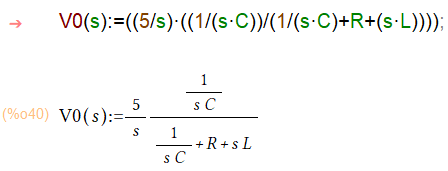 → V0(s):=((5/s)·((1/(s·C))/(1/(s·C)+R+(s·L))));
1
s C
(%o40) V0(s):= 5
s
1
s C + R + s L